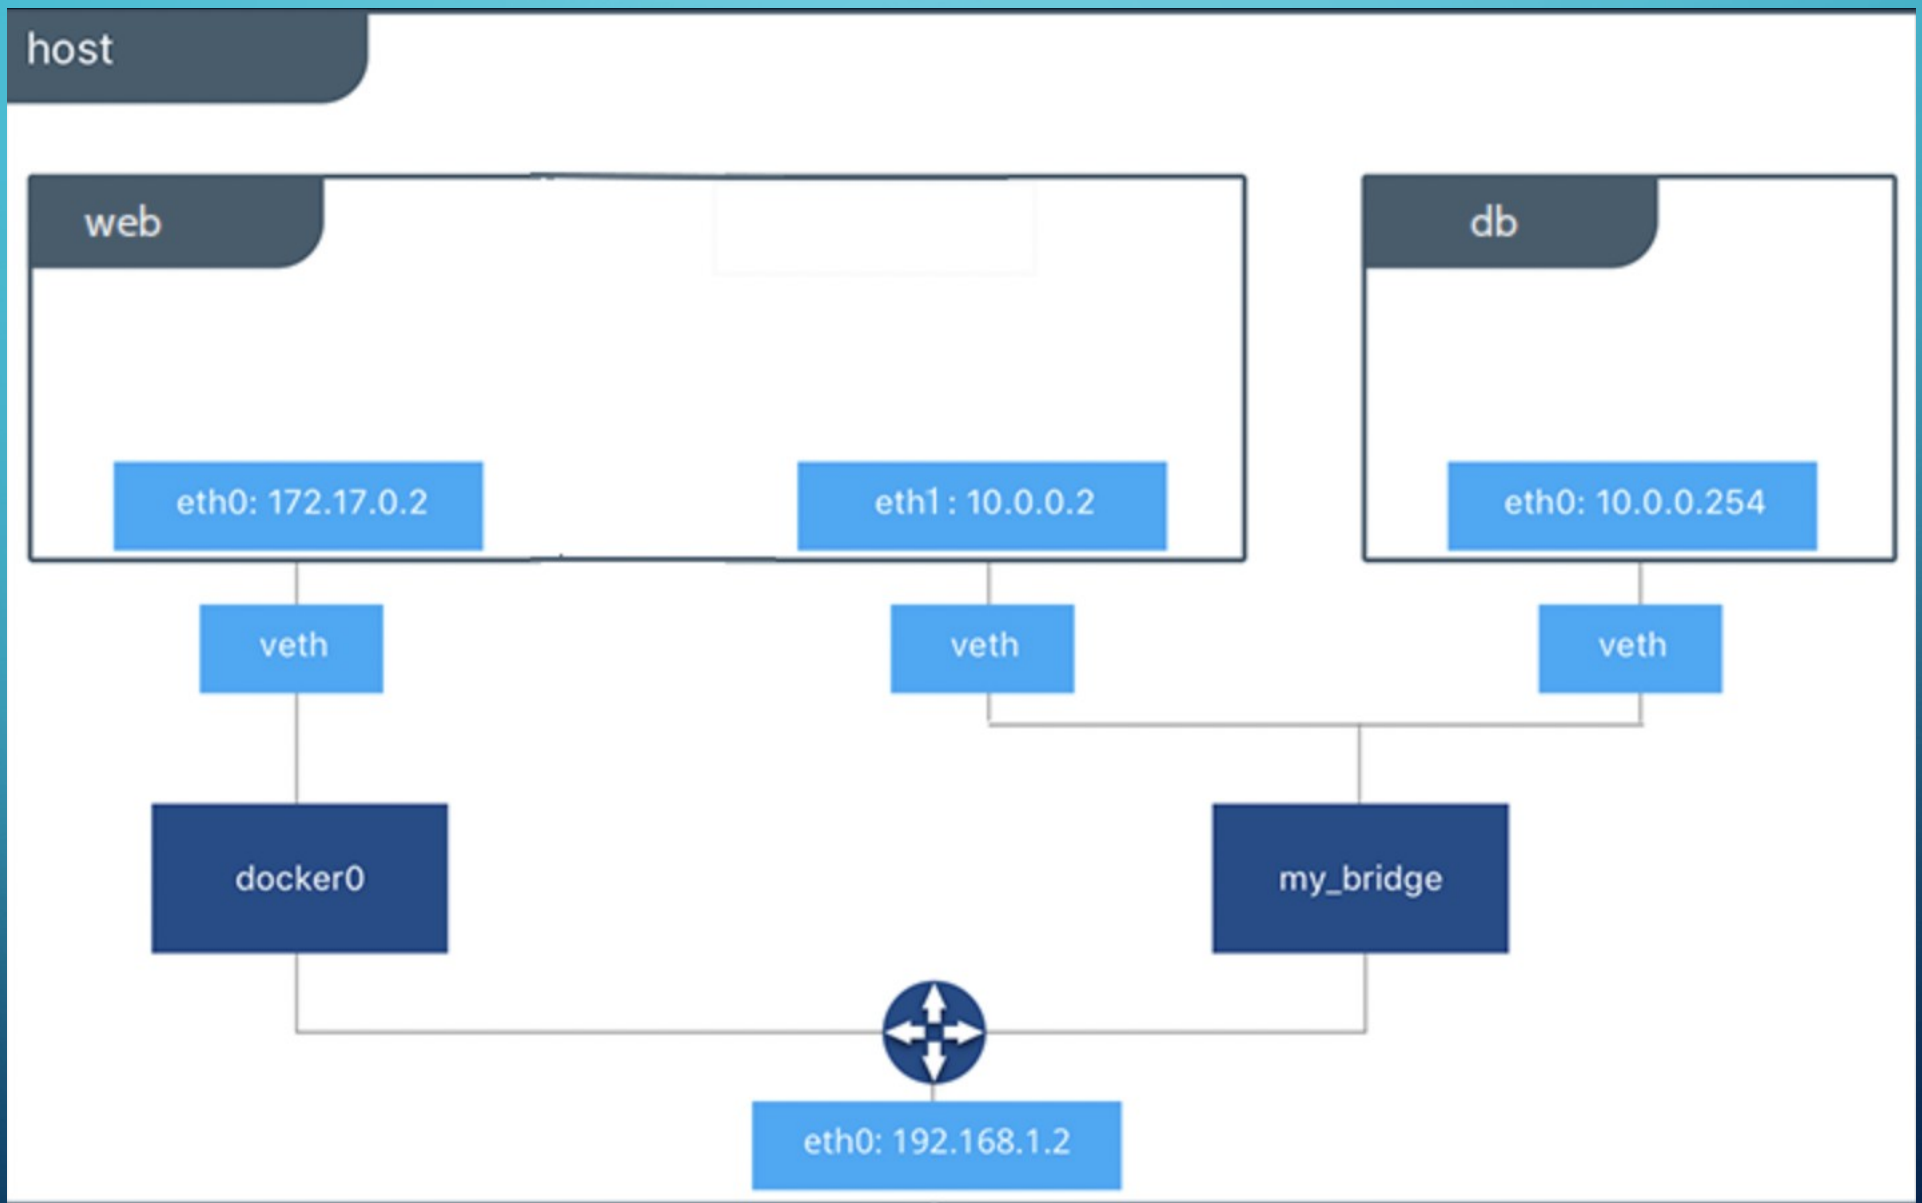 host
web
db
eth0: 172.17.0.2
eth1 : 10.0.0.2
eth0: 10.0.0.254
veth
veth
veth
docker0
my_bridge
eth0: 192.168.1.2